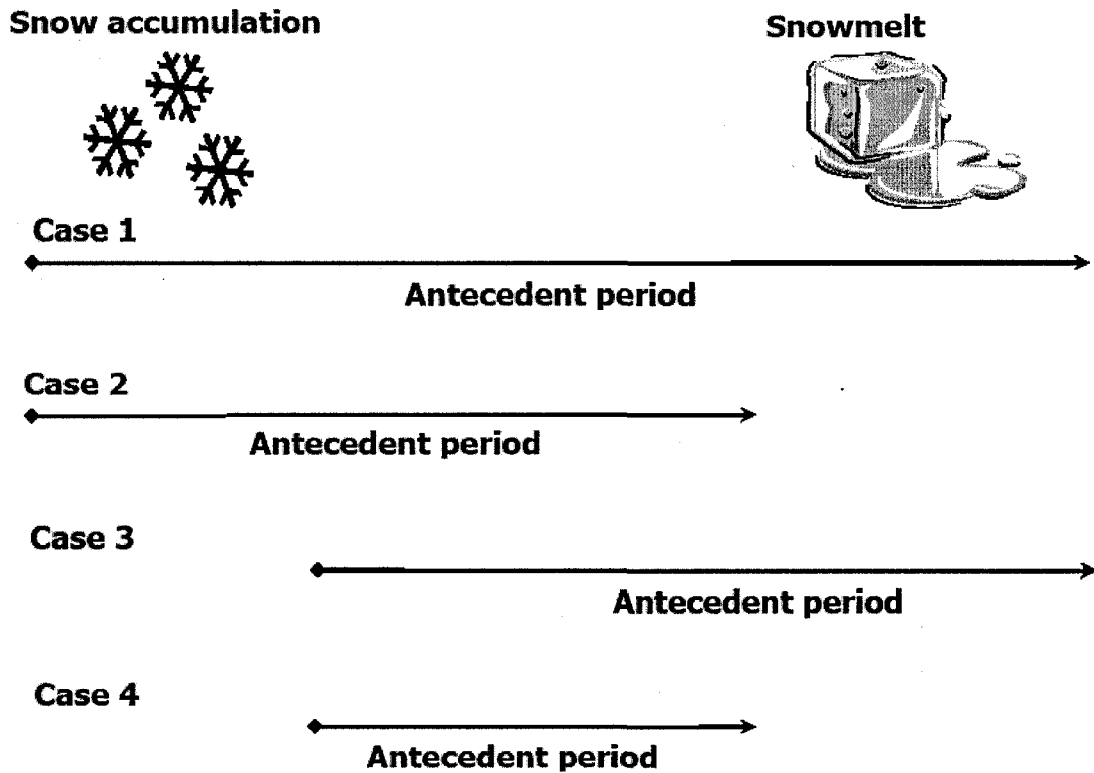 Snow accumulation
Snowmelt
Case 1
Antecedent period
Case 2
Antecedent period
Case 3
Antecedent period
Case 4
Antecedent period